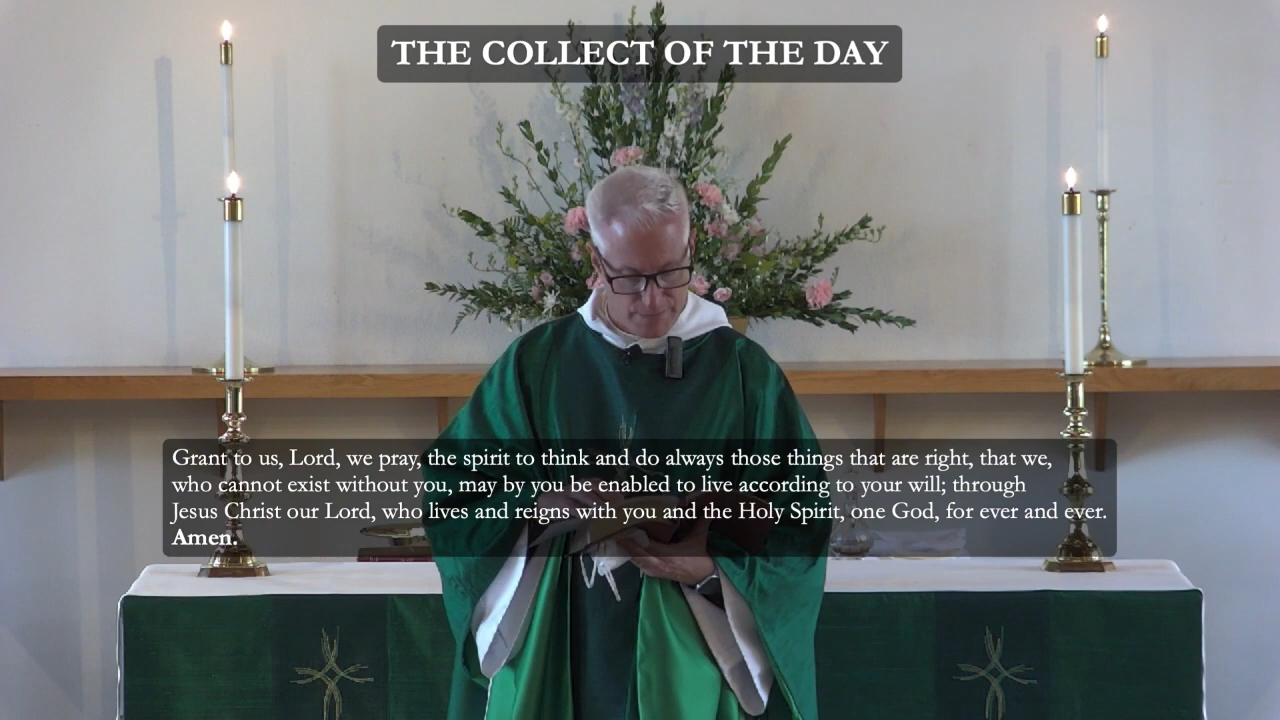 THE COLLECT OF THE DAY
Grant to us, Lord, we pray, the spirit to think and do always those things that are right, that we,
who cannot exist without you, may by you be enabled to live according to your will; through
Jesus Christ our Lord, who lives and reigns with you and the Holy Spirit, one God, for ever and ever.
Amen.